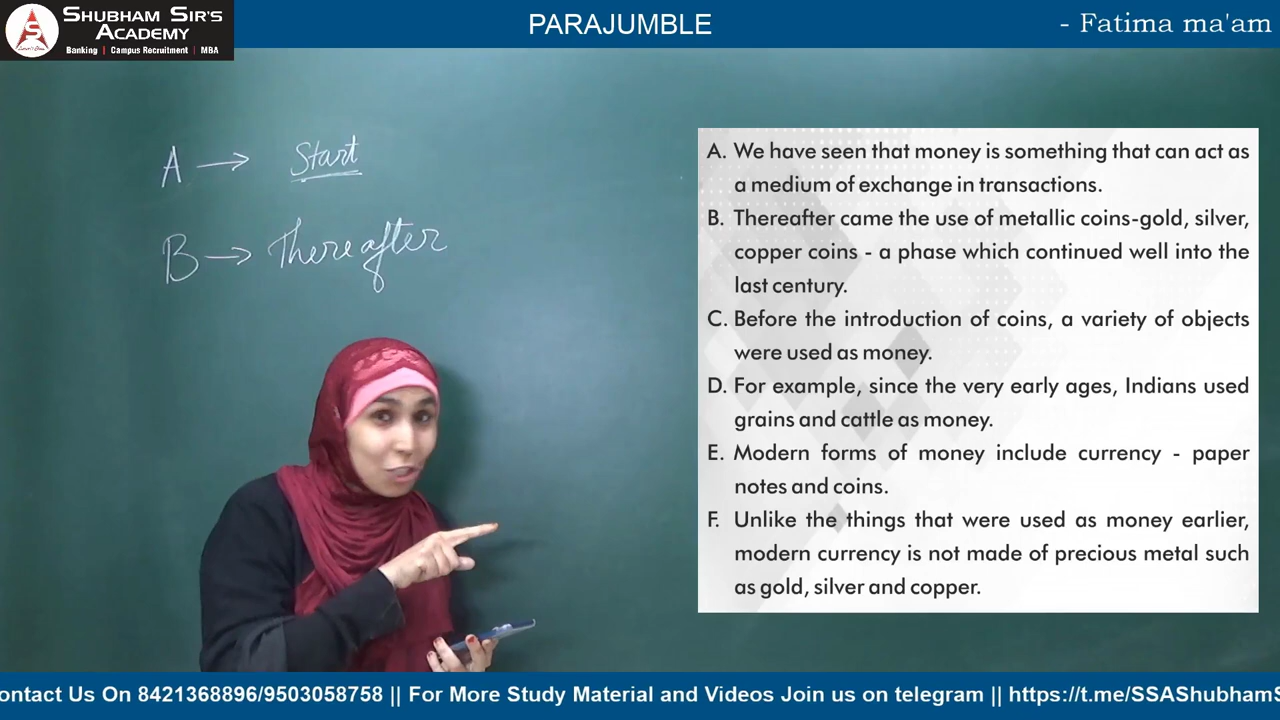 SHUBHAM SIR'S
ACADEMY
Banking | Campus Recruitment | MBA
PARAJUMBLE
- Fatima ma'am
A → Start
B → Thereafter
A. We have seen that money is something that can act as
a medium of exchange in transactions.
B. Thereafter came the use of metallic coins-gold, silver,
copper coins - a phase which continued well into the
last century.
C. Before the introduction of coins, a variety of objects
were used as money.
D. For example, since the very early ages, Indians used
grains and cattle as money.
E. Modern forms of money include currency - paper
notes and coins.
F. Unlike the things that were used as money earlier,
modern currency is not made of precious metal such
as gold, silver and copper.
ontact Us On 8421368896/9503058758 || For More Study Material and Videos Join us on telegram || https://t.me/SSAShubhamS